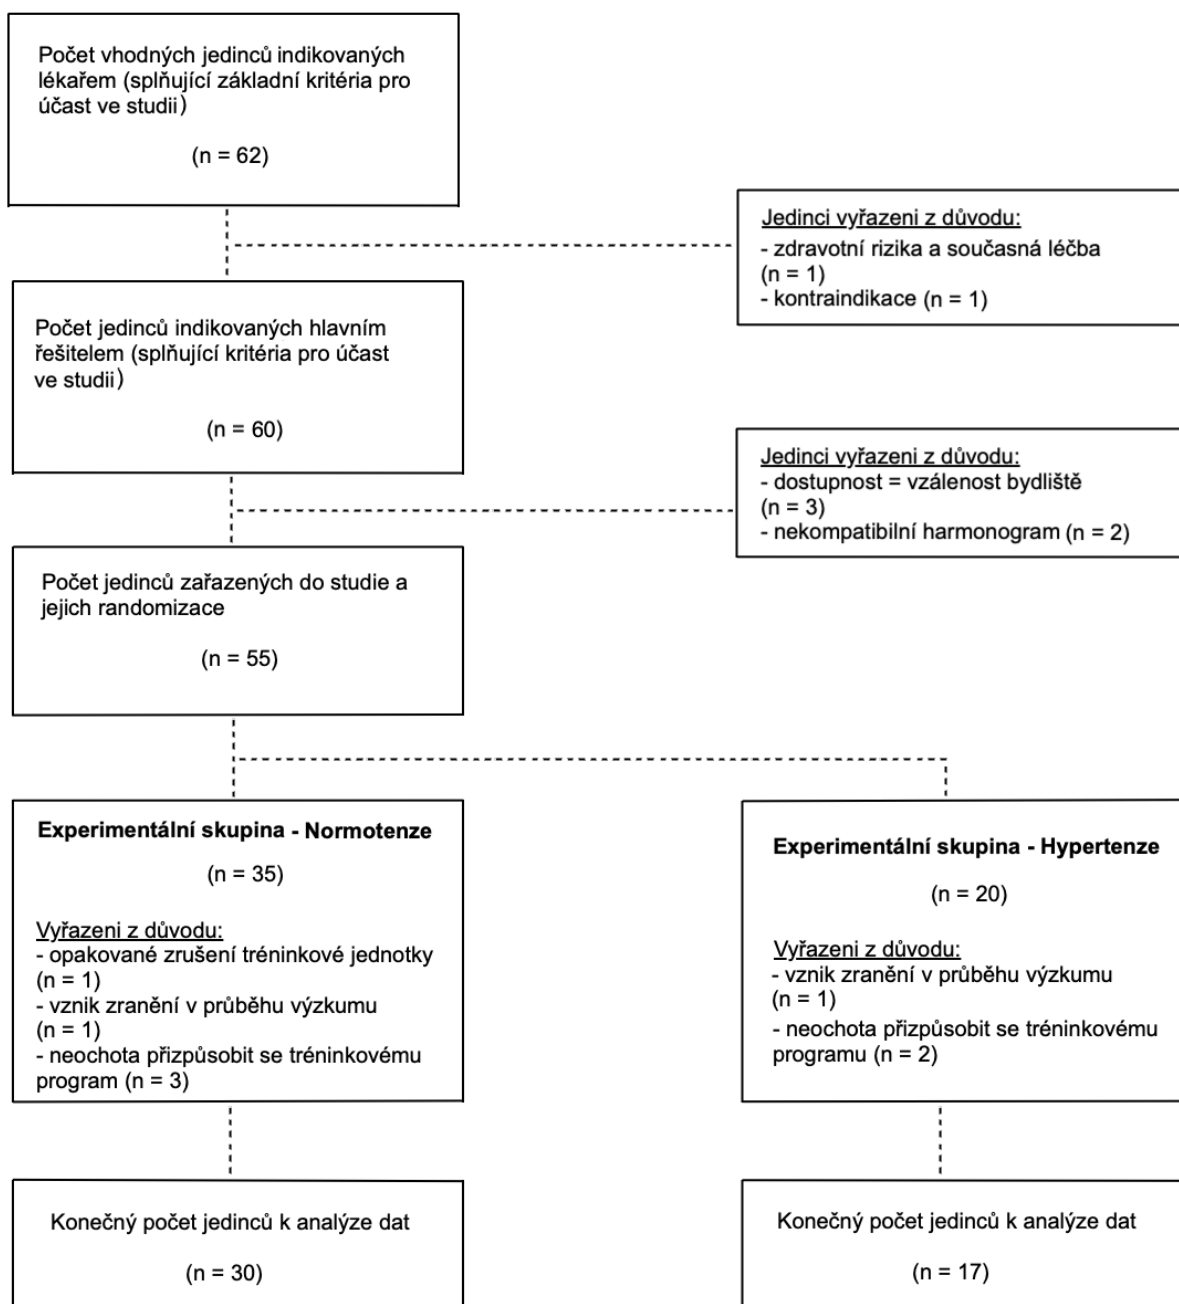 Počet vhodných jedinců indikovaných
lékařem (splňující základní kritéria pro
účast ve studii)
(n = 62)
Jedinci vyřazeni z důvodu:
- zdravotní rizika a současná léčba
(n = 1)
- kontraindikace (n = 1)
Počet jedinců indikovaných hlavním
řešitelem (splňující kritéria pro účast
ve studii)
(n = 60)
Jedinci vyřazeni z důvodu:
- dostupnost = vzálenost bydliště
(n = 3)
- nekompatibilní harmonogram (n = 2)
Počet jedinců zařazených do studie a
jejich randomizace
(n = 55)
Experimentální skupina - Normotenze
(n = 35)
Vyřazeni z důvodu:
- opakované zrušení tréninkové jednotky
(n = 1)
- vznik zranění v průběhu výzkumu
(n = 1)
- neochota přizpůsobit se tréninkovému
program (n = 3)
Experimentální skupina - Hypertenze
(n = 20)
Vyřazeni z důvodu:
- vznik zranění v průběhu výzkumu
(n = 1)
- neochota přizpůsobit se tréninkovému
programu (n = 2)
Konečný počet jedinců k analýze dat
(n = 30)
Konečný počet jedinců k analýze dat
(n = 17)